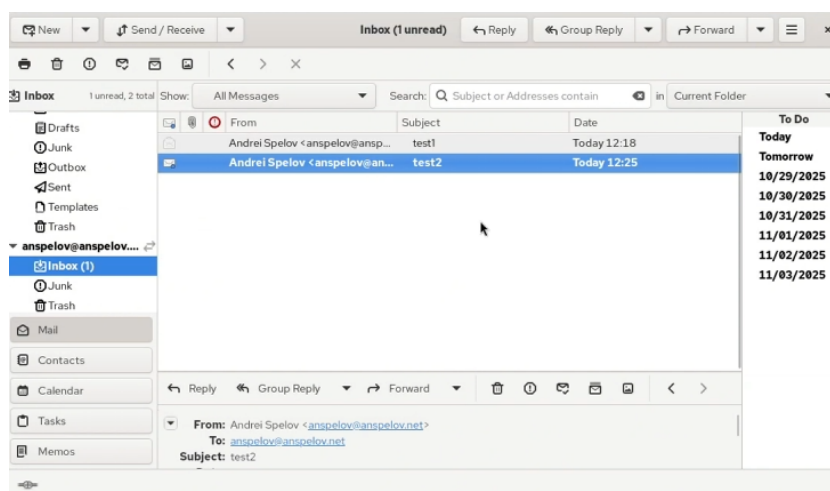 New Send / Receive Inbox (1 unread) Reply Group Reply Forward
Inbox 1 unread, 2 total Show: All Messages Search: Subject or Addresses contain in Current Folder
From Subject Date To Do
Drafts
Andrei Spelov <anspelov@ansp... test1 Today 12:18 Today
Junk
Andrei Spelov <anspelov@an... test2 Today 12:25 Tomorrow
Outbox
10/29/2025
Sent
10/30/2025
Templates
10/31/2025
Trash
11/01/2025
anspelov@anspelov....
11/02/2025
Inbox (1)
11/03/2025
Junk
Trash
Mail
Contacts
Calendar
Reply Group Reply Forward
Tasks
From: Andrei Spelov <anspelov@anspelov.net>
To: anspelov@anspelov.net
Memos
Subject: test2